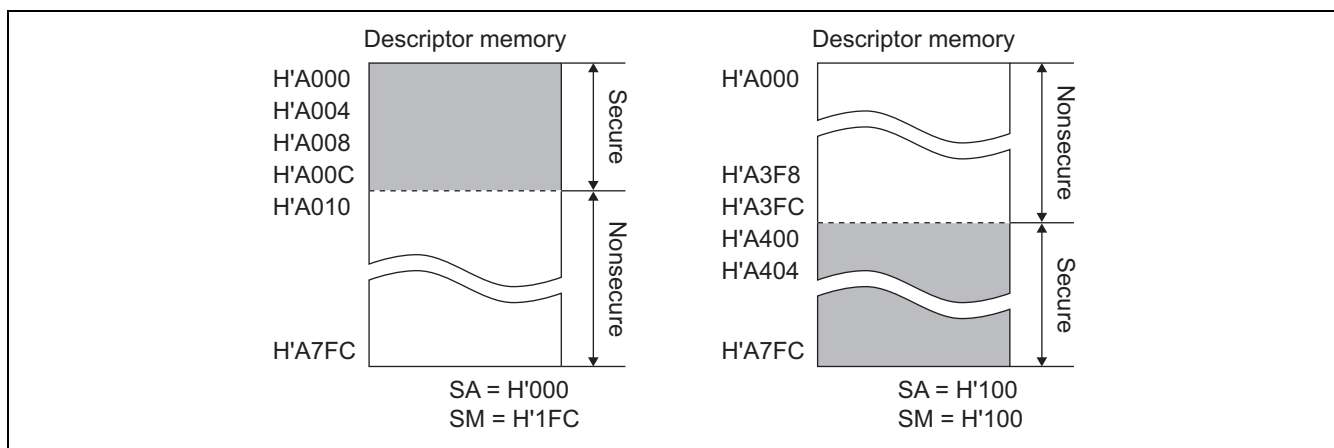 Descriptor memory
H'A000
H'A004
H'A008
H'A00C
H'A010
H'A7FC
Secure
Nonsecure
SA = H'000
SM = H'1FC
Descriptor memory
H'A000
H'A3F8
H'A3FC
H'A400
H'A404
H'A7FC
Nonsecure
Secure
SA = H'100
SM = H'100